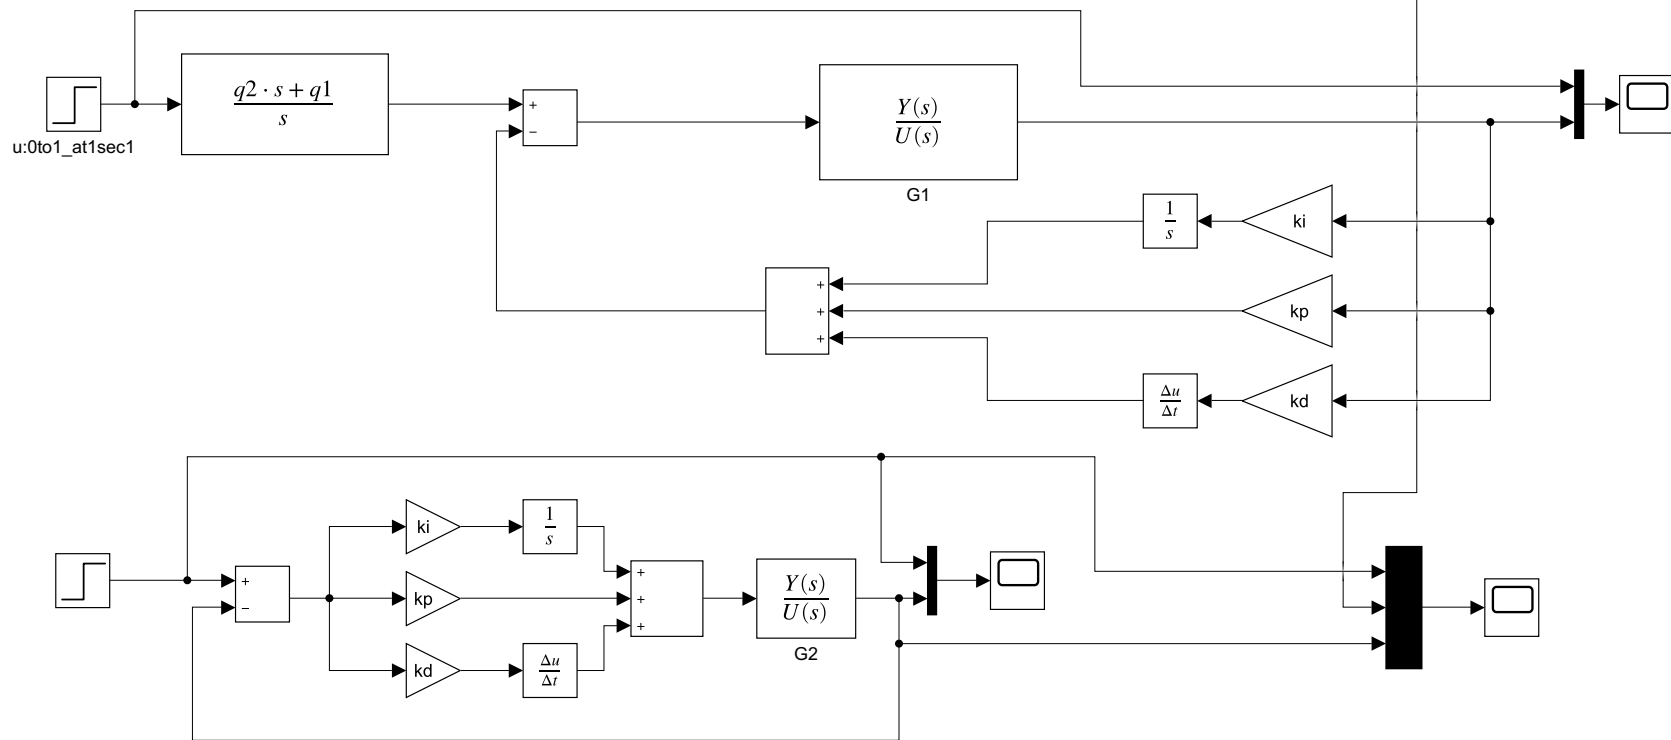 q2 · s + q1
s
+
−
u:0to1_at1sec1
Y(s)
U(s)
G1
1
s
ki
+
+
kp
+
Δu
Δt
kd
ki
1
s
+
−
kp
+
+
+
Y(s)
U(s)
G2
kd
Δu
Δt